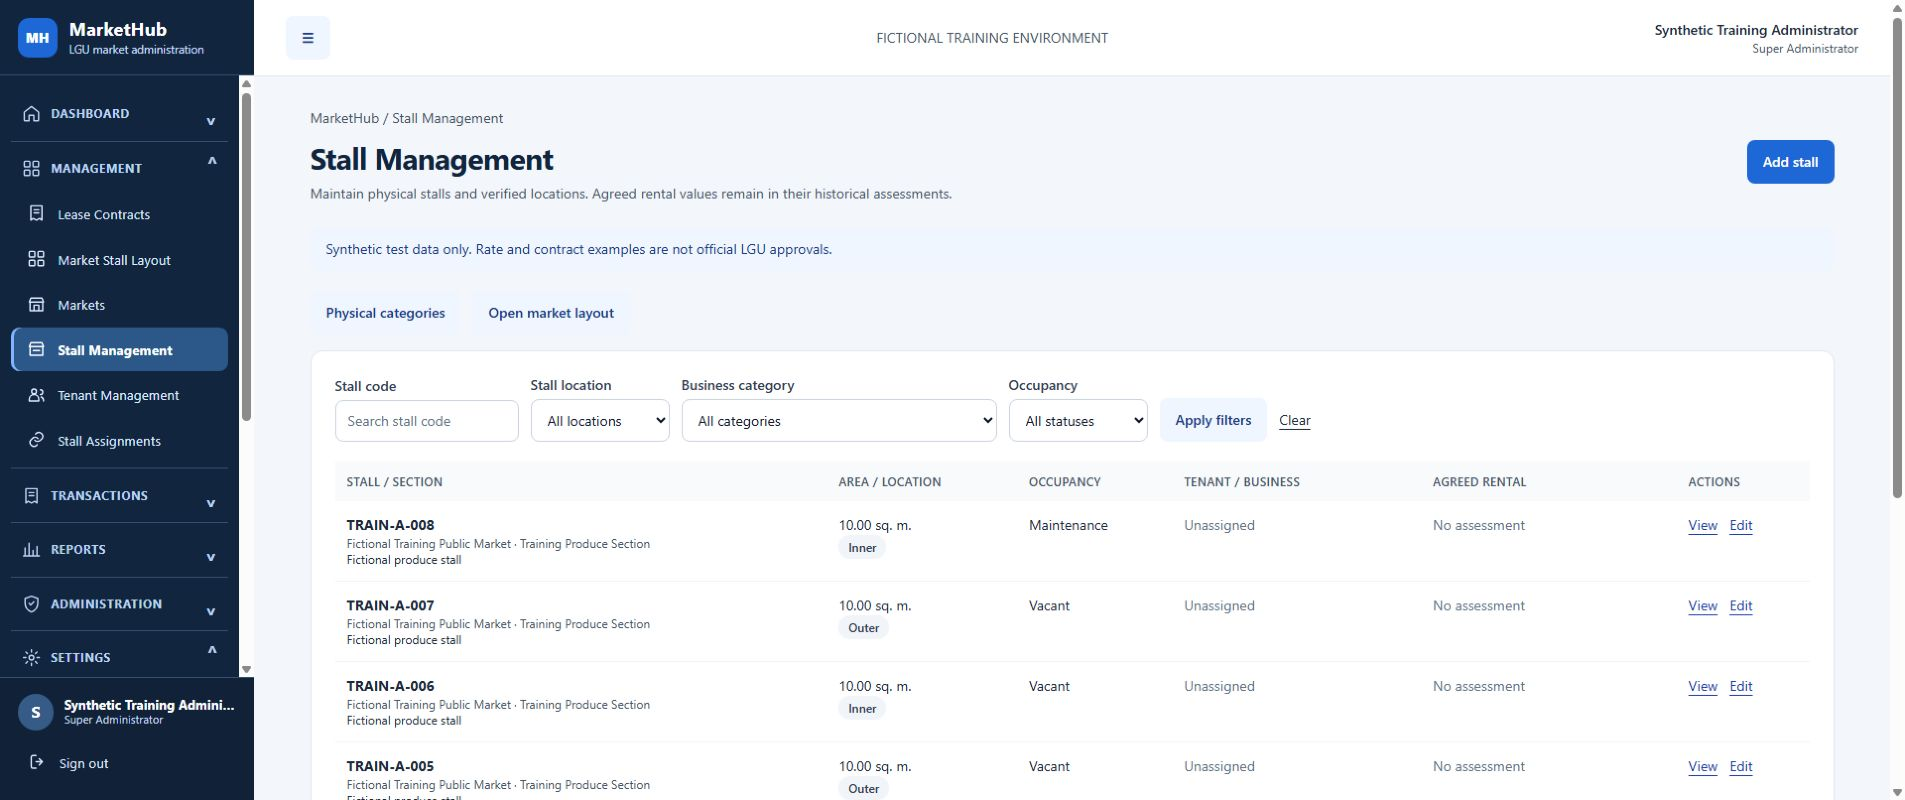 MH
MarketHub
LGU market administration
DASHBOARD
MANAGEMENT
Lease Contracts
Market Stall Layout
Markets
Stall Management
Tenant Management
Stall Assignments
TRANSACTIONS
REPORTS
ADMINISTRATION
SETTINGS
S
Synthetic Training Admini...
Super Administrator
Sign out
FICTIONAL TRAINING ENVIRONMENT
Synthetic Training Administrator
Super Administrator
MarketHub / Stall Management
Stall Management
Add stall
Maintain physical stalls and verified locations. Agreed rental values remain in their historical assessments.
Synthetic test data only. Rate and contract examples are not official LGU approvals.
Physical categories Open market layout
Stall code Stall location Business category Occupancy
Search stall code All locations All categories All statuses Apply filters Clear
STALL / SECTION AREA / LOCATION OCCUPANCY TENANT / BUSINESS AGREED RENTAL ACTIONS
TRAIN-A-008 10.00 sq. m. Maintenance Unassigned No assessment View Edit
Fictional Training Public Market · Training Produce Section Inner
Fictional produce stall
TRAIN-A-007 10.00 sq. m. Vacant Unassigned No assessment View Edit
Fictional Training Public Market · Training Produce Section Outer
Fictional produce stall
TRAIN-A-006 10.00 sq. m. Vacant Unassigned No assessment View Edit
Fictional Training Public Market · Training Produce Section Inner
Fictional produce stall
TRAIN-A-005 10.00 sq. m. Vacant Unassigned No assessment View Edit
Fictional Training Public Market · Training Produce Section Outer